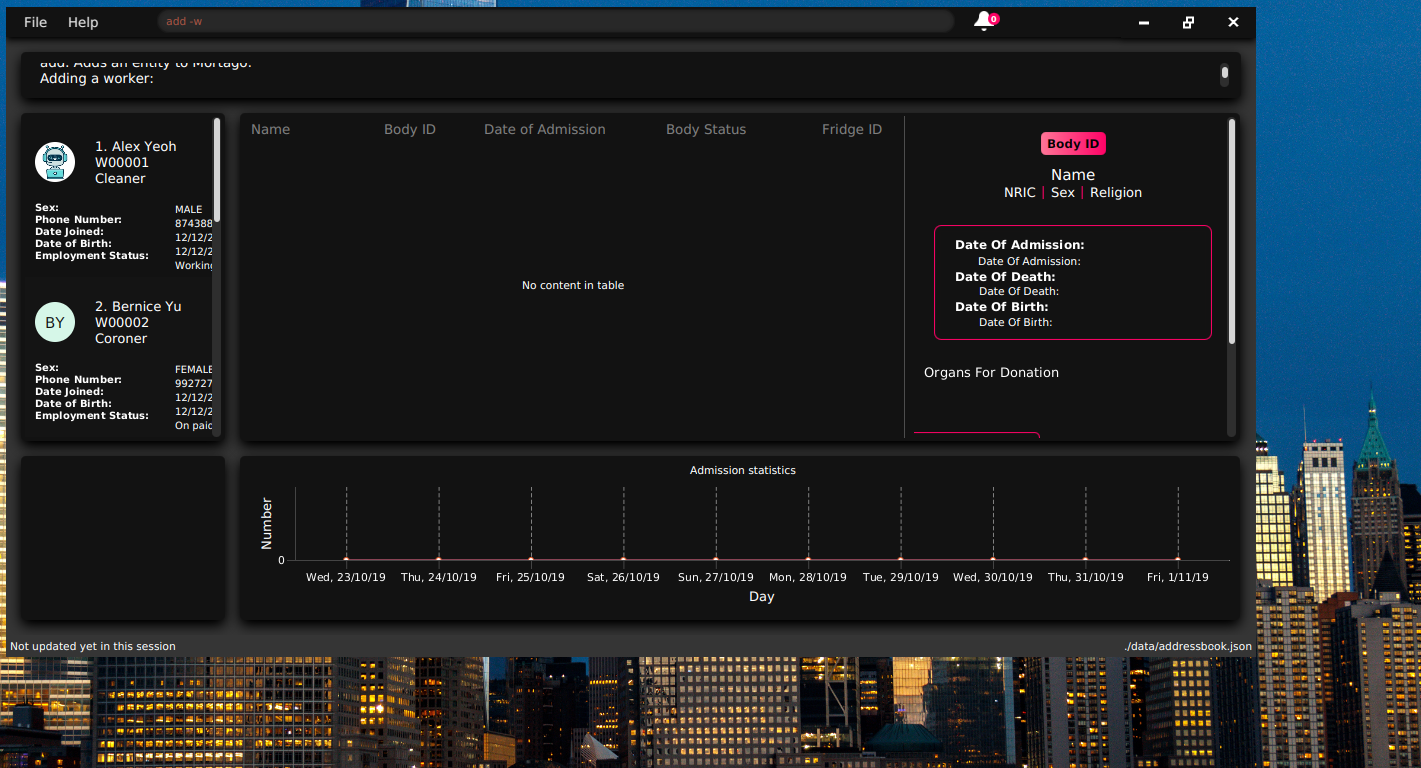 File Help add -w 0
add: Adds an entity to Mortago.
Adding a worker:
1. Alex Yeoh
W00001
Cleaner
Sex: MALE
Phone Number: 874388
Date Joined: 12/12/2
Date of Birth: 12/12/2
Employment Status: Working
BY
2. Bernice Yu
W00002
Coroner
Sex: FEMALE
Phone Number: 992727
Date Joined: 12/12/2
Date of Birth: 12/12/2
Employment Status: On paid
Name Body ID Date of Admission Body Status Fridge ID
No content in table
Body ID
Name
NRIC | Sex | Religion
Date Of Admission:
Date Of Admission:
Date Of Death:
Date Of Death:
Date Of Birth:
Date Of Birth:
Organs For Donation
Admission statistics
Number
0
Wed, 23/10/19 Thu, 24/10/19 Fri, 25/10/19 Sat, 26/10/19 Sun, 27/10/19 Mon, 28/10/19 Tue, 29/10/19 Wed, 30/10/19 Thu, 31/10/19 Fri, 1/11/19
Day
Not updated yet in this session
./data/addressbook.json